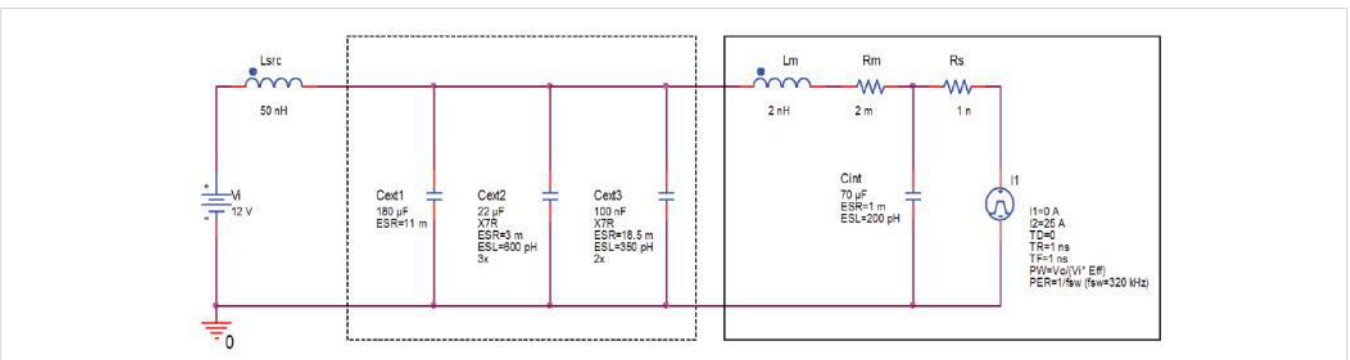 Lsrc
50 nH
Vi
12 V
0
Cext1
180 µF
ESR=11 m
Cext2
22 µF
X7R
ESR=3 m
ESL=600 pH
3x
Cext3
100 nF
X7R
ESR=18.5 m
ESL=350 pH
2x
Lm
2 nH
Rm
2 m
Rs
1 n
Cint
70 µF
ESR=1 m
ESL=200 pH
I1
I1=0 A
I2=25 A
TD=0
TR=1 ns
TF=1 ns
PW=Vo/(Vi* Eff)
PER=1/fsw (fsw=320 kHz)